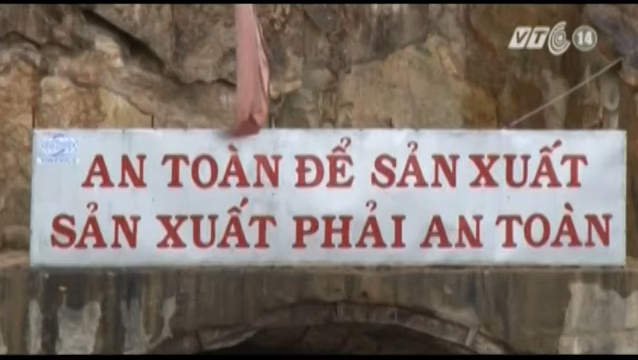 VTC 14
AN TOÀN ĐỂ SẢN XUẤT
SẢN XUẤT PHẢI AN TOÀN